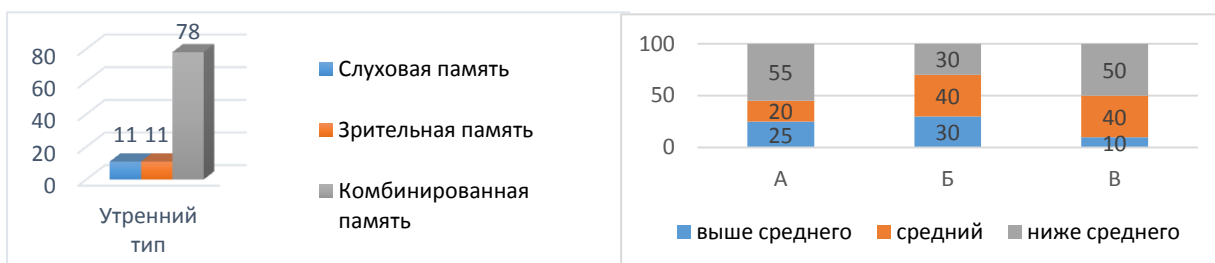 78
80
60
40
20
0
11 11
Утренний
тип
Слуховая память
Зрительная память
Комбинированная
память
100
50
0
55
20
25
30
40
30
50
40
10
А
Б
В
выше среднего
средний
ниже среднего